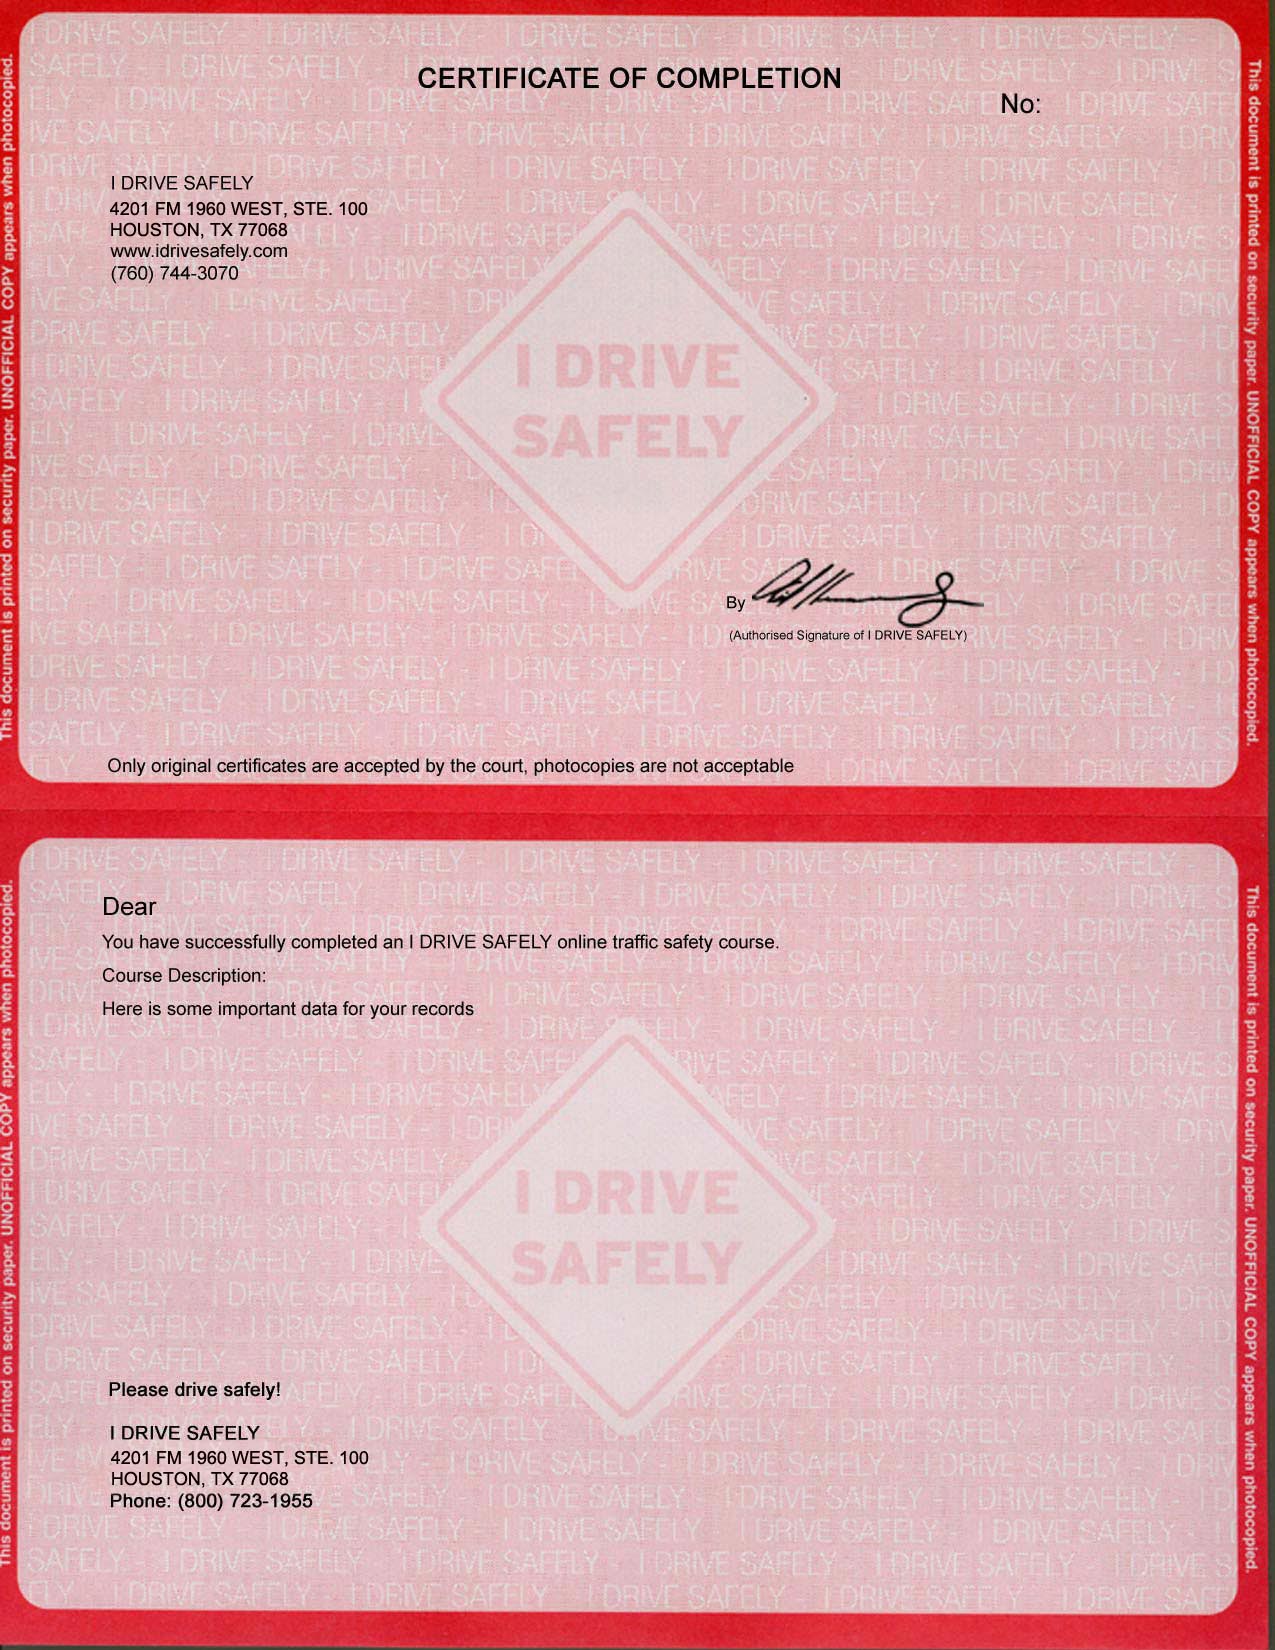 CERTIFICATE OF COMPLETION
No:
I DRIVE SAFELY
4201 FM 1960 WEST, STE. 100
HOUSTON, TX 77068
www.idrivesafely.com
(760) 744-3070
I DRIVE
SAFELY
By
(Authorised Signature of I DRIVE SAFELY)
Only original certificates are accepted by the court, photocopies are not acceptable
This document is printed on security paper. UNOFFICIAL COPY appears when photocopied.
This document is printed on security paper. UNOFFICIAL COPY appears when photocopied.
Dear
You have successfully completed an I DRIVE SAFELY online traffic safety course.
Course Description:
Here is some important data for your records
I DRIVE
SAFELY
Please drive safely!
I DRIVE SAFELY
4201 FM 1960 WEST, STE. 100
HOUSTON, TX 77068
Phone: (800) 723-1955
This document is printed on security paper. UNOFFICIAL COPY appears when photocopied.
This document is printed on security paper. UNOFFICIAL COPY appears when photocopied.